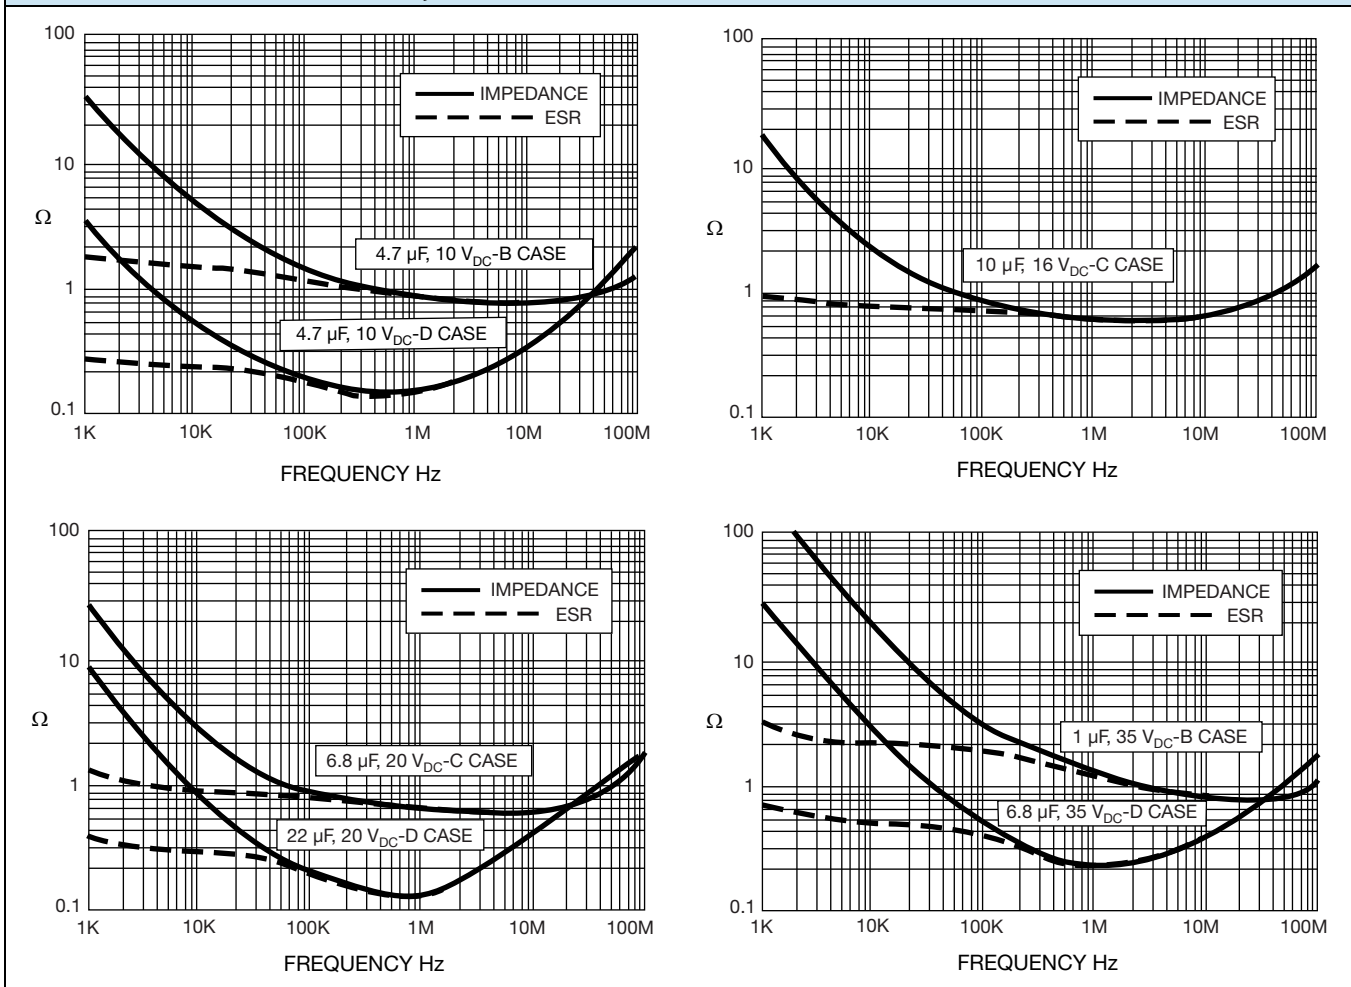 100
10
Ω
1
0.1
IMPEDANCE
ESR
4.7 µF, 10 VDC-B CASE
4.7 µF, 10 VDC-D CASE
1K 10K 100K 1M 10M 100M
FREQUENCY Hz
100
10
Ω
1
0.1
IMPEDANCE
ESR
10 µF, 16 VDC-C CASE
1K 10K 100K 1M 10M 100M
FREQUENCY Hz
100
10
Ω
1
0.1
IMPEDANCE
ESR
6.8 µF, 20 VDC-C CASE
22 µF, 20 VDC-D CASE
1K 10K 100K 1M 10M 100M
FREQUENCY Hz
100
10
Ω
1
0.1
IMPEDANCE
ESR
1 µF, 35 VDC-B CASE
6.8 µF, 35 VDC-D CASE
1K 10K 100K 1M 10M 100M
FREQUENCY Hz